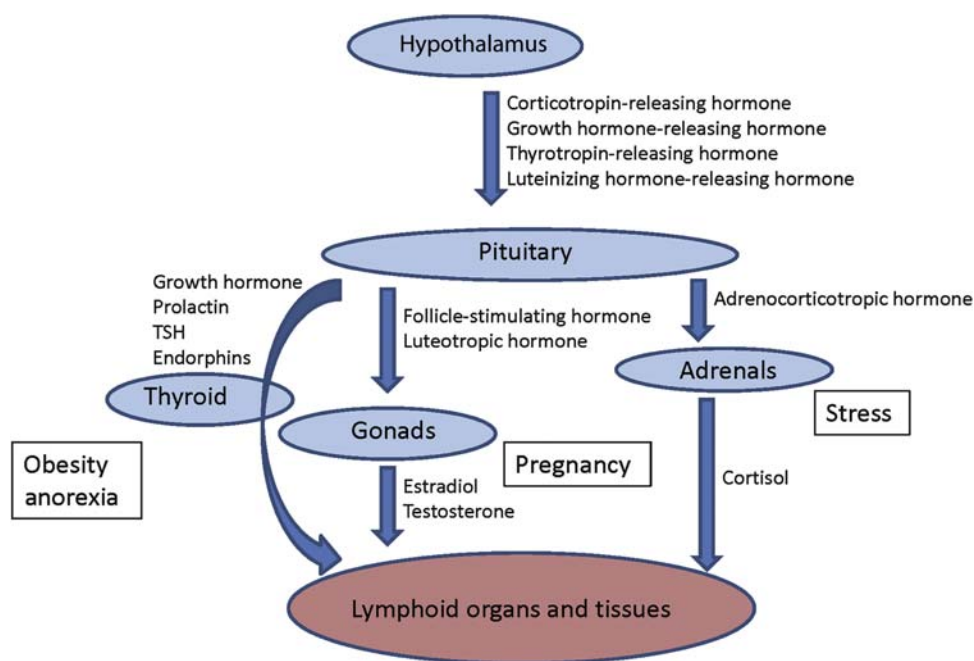 Hypothalamus
Corticotropin-releasing hormone
Growth hormone-releasing hormone
Thyrotropin-releasing hormone
Luteinizing hormone-releasing hormone
Pituitary
Growth hormone
Prolactin
TSH
Endorphins
Follicle-stimulating hormone
Luteotropic hormone
Adrenocorticotropic hormone
Thyroid
Adrenals
Gonads
Stress
Obesity
anorexia
Pregnancy
Estradiol
Testosterone
Cortisol
Lymphoid organs and tissues